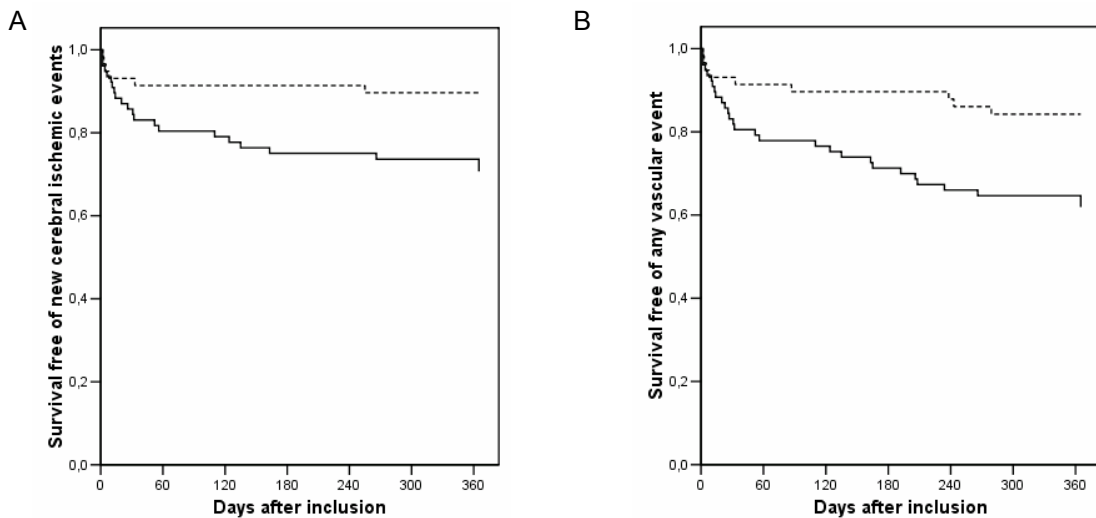 A
B
Survival free of new cerebral ischemic events
1,0
0,8
0,6
0,4
0,2
0,0
0 60 120 180 240 300 360
Days after inclusion
Survival free of any vascular event
1,0
0,8
0,6
0,4
0,2
0,0
0 60 120 180 240 300 360
Days after inclusion